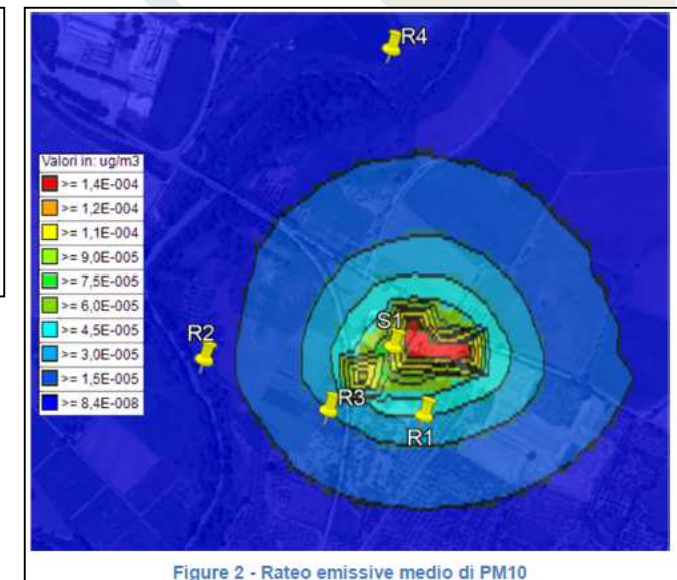 R4
Valori in: ug/m3
>= 1,4E-004
>= 1,2E-004
>= 1,1E-004
>= 9,0E-005
>= 7,5E-005
>= 6,0E-005
>= 4,5E-005
>= 3,0E-005
>= 1,5E-005
>= 8,4E-008
S1
R2
R3
R1
Figure 2 - Rateo emissive medio di PM10